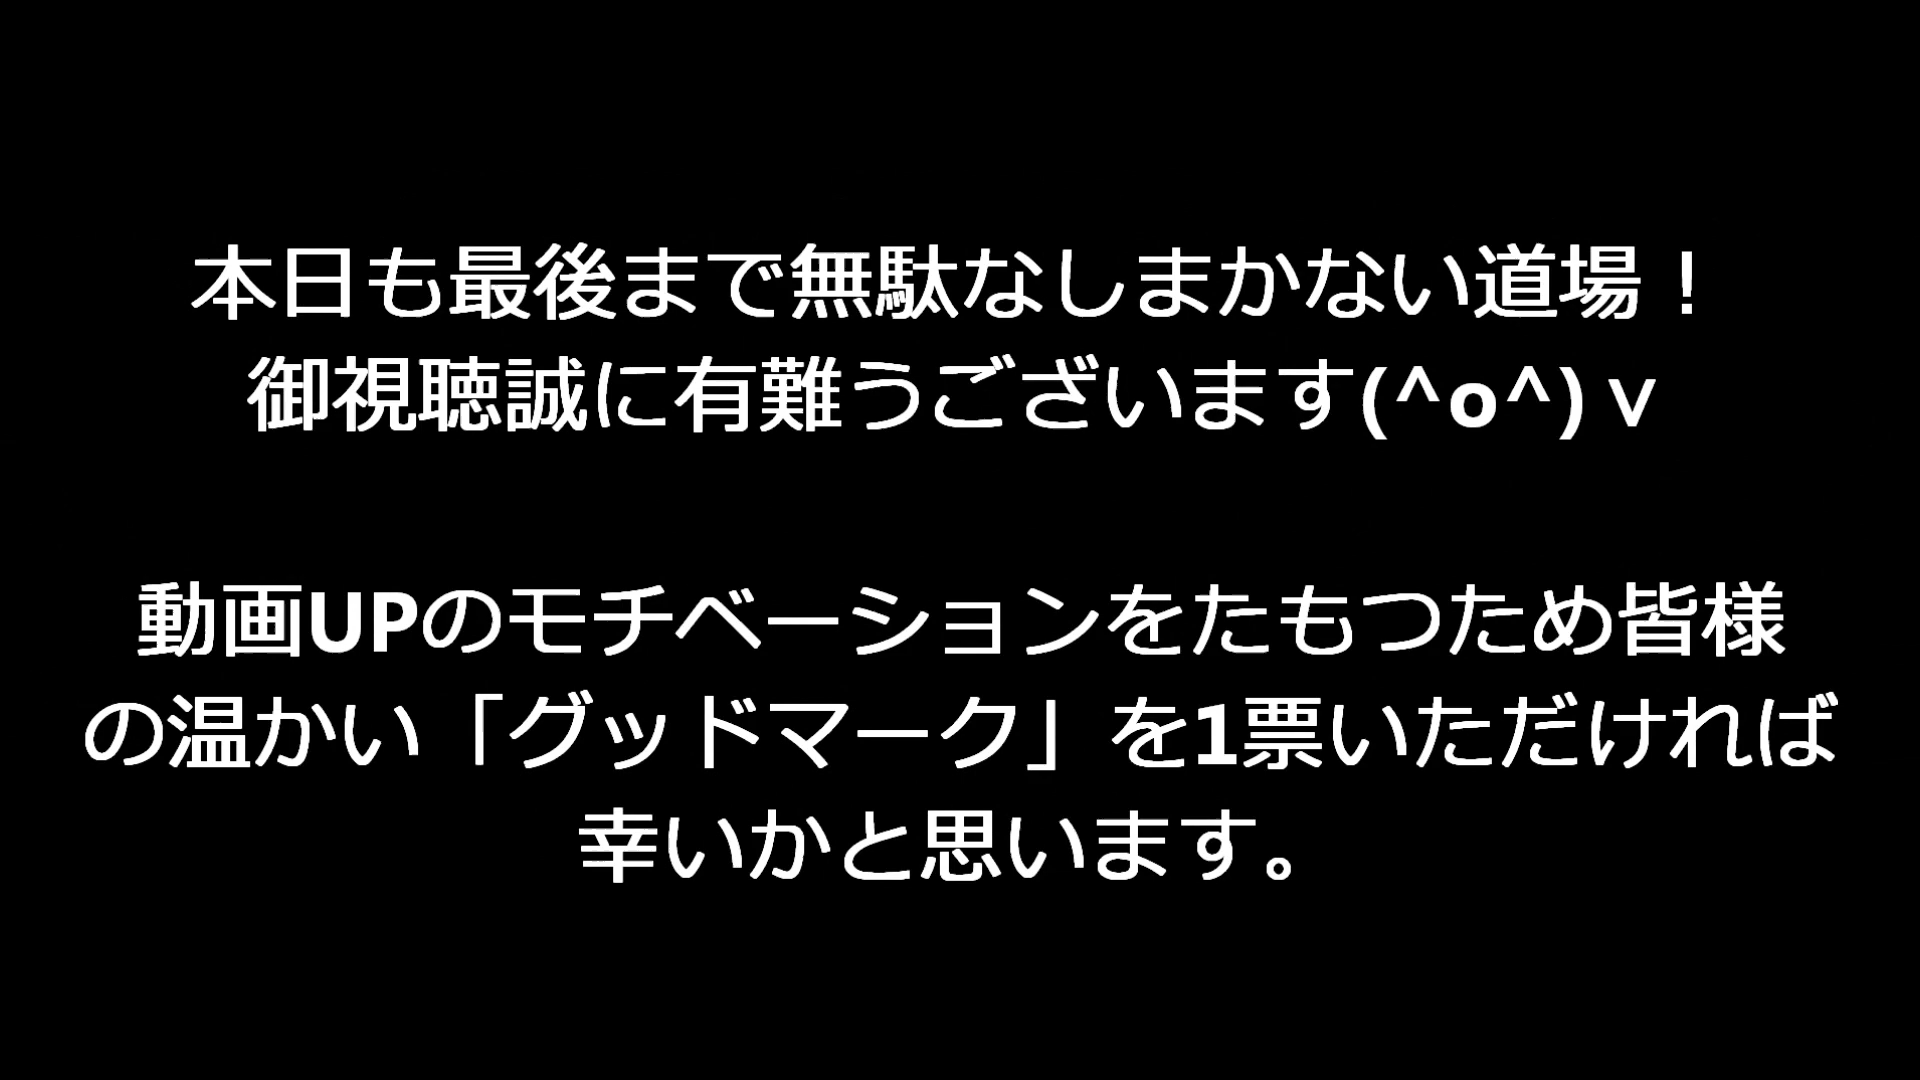 本日も最後まで無駄なしまかない道場！
御視聴誠に有難うございます(^o^)ｖ
動画UPのモチベーションをたもつため皆様
の温かい「グッドマーク」を1票いただければ
幸いかと思います。